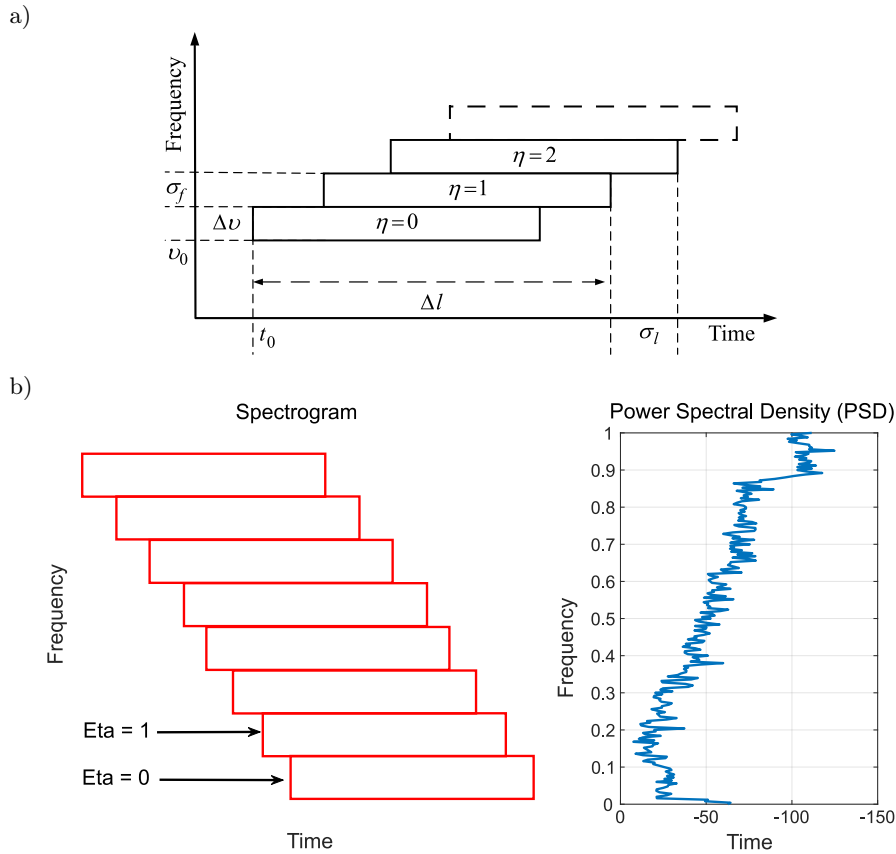 a)
Frequency
η=2
η=1
η=0
σf
Δυ
υ0
Δl
t0
σl
Time
b)
Spectrogram
Frequency
Eta = 1
Eta = 0
Time
Power Spectral Density (PSD)
Frequency
1
0.9
0.8
0.7
0.6
0.5
0.4
0.3
0.2
0.1
0
0 -50 -100 -150
Time